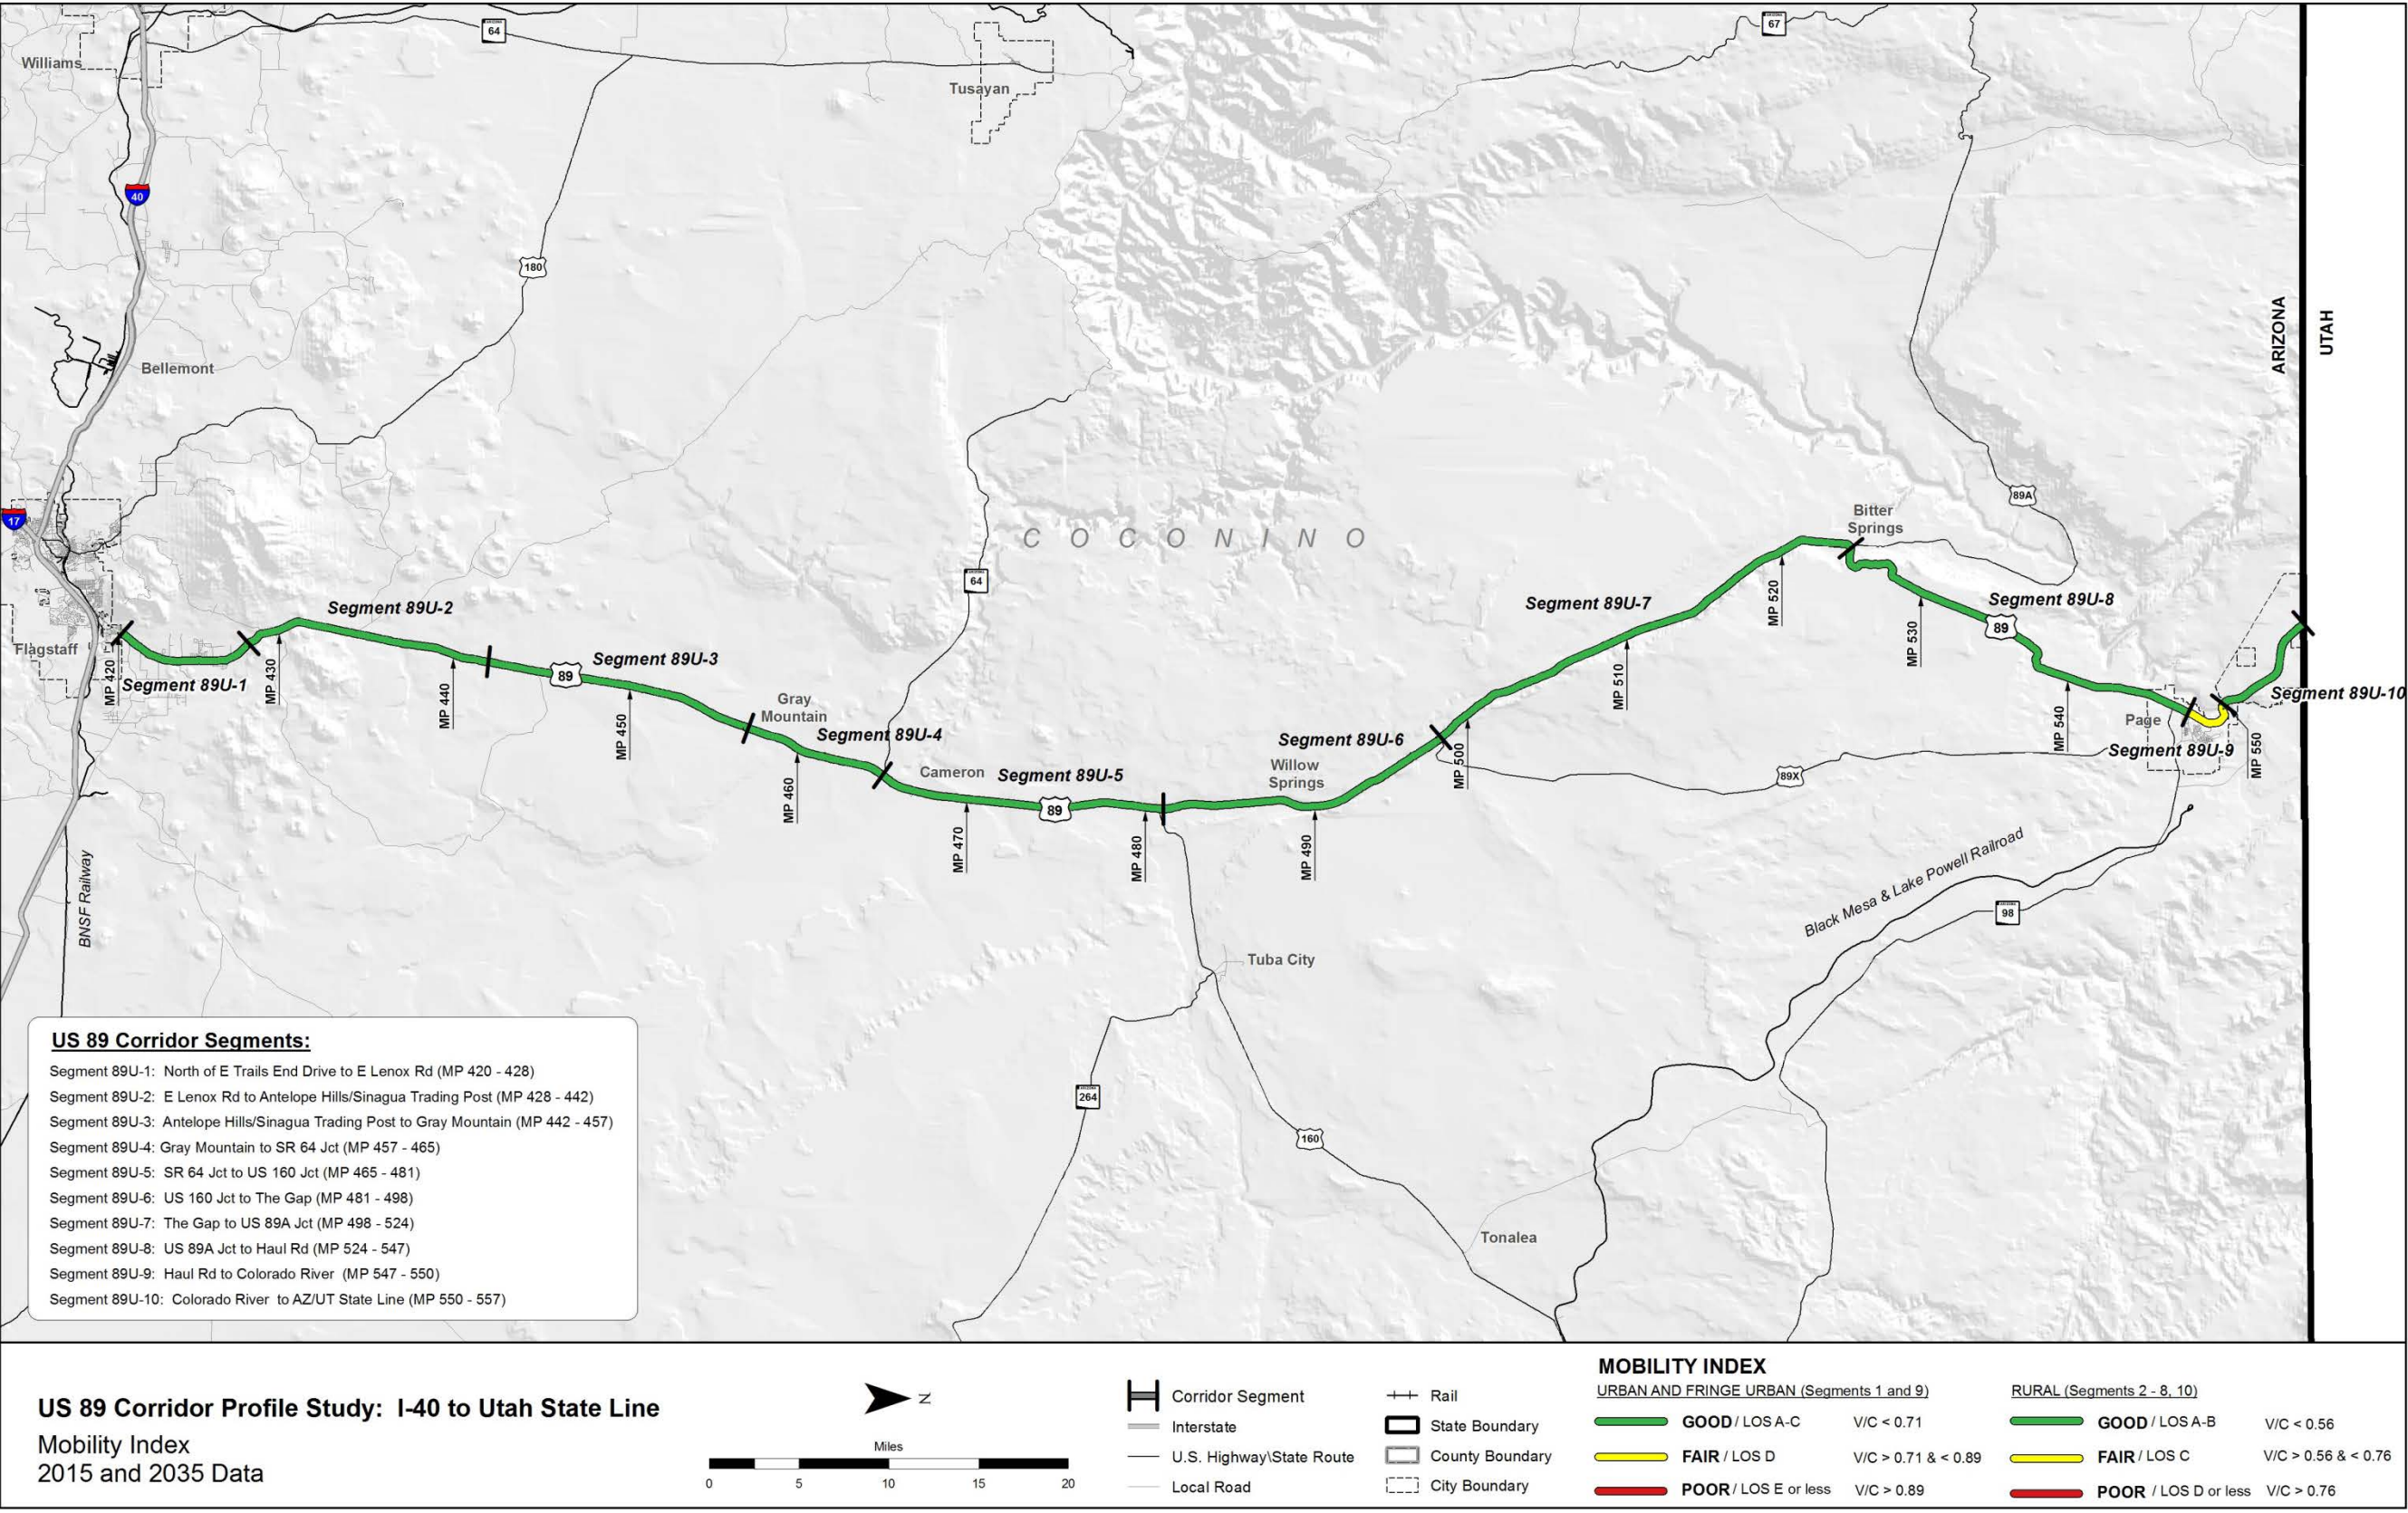 64
67
Williams
Tusayan
40
180
ARIZONA
UTAH
Bellemont
17
89A
Bitter
Springs
C O C O N I N O
64
Segment 89U-2
Segment 89U-7
MP 520
Segment 89U-8
89
MP 530
Flagstaff
MP 420
Segment 89U-1
MP 430
Segment 89U-3
89
MP 440
MP 450
Gray
Mountain
Segment 89U-4
MP 510
Segment 89U-10
Page
MP 540
Segment 89U-9
MP 550
Segment 89U-6
Willow
Springs
MP 500
89X
Cameron
Segment 89U-5
89
MP 460
MP 470
MP 480
MP 490
BNSF Railway
Black Mesa & Lake Powell Railroad
98
Tuba City
264
160
Tonalea
US 89 Corridor Segments:
Segment 89U-1: North of E Trails End Drive to E Lenox Rd (MP 420 - 428)
Segment 89U-2: E Lenox Rd to Antelope Hills/Sinagua Trading Post (MP 428 - 442)
Segment 89U-3: Antelope Hills/Sinagua Trading Post to Gray Mountain (MP 442 - 457)
Segment 89U-4: Gray Mountain to SR 64 Jct (MP 457 - 465)
Segment 89U-5: SR 64 Jct to US 160 Jct (MP 465 - 481)
Segment 89U-6: US 160 Jct to The Gap (MP 481 - 498)
Segment 89U-7: The Gap to US 89A Jct (MP 498 - 524)
Segment 89U-8: US 89A Jct to Haul Rd (MP 524 - 547)
Segment 89U-9: Haul Rd to Colorado River (MP 547 - 550)
Segment 89U-10: Colorado River to AZ/UT State Line (MP 550 - 557)
US 89 Corridor Profile Study: I-40 to Utah State Line
Mobility Index
2015 and 2035 Data
N
Miles
0 5 10 15 20
Corridor Segment
Interstate
U.S. Highway\State Route
Local Road
Rail
State Boundary
County Boundary
City Boundary
MOBILITY INDEX
URBAN AND FRINGE URBAN (Segments 1 and 9)
GOOD / LOS A-C V/C < 0.71
FAIR / LOS D V/C > 0.71 & < 0.89
POOR / LOS E or less V/C > 0.89
RURAL (Segments 2 - 8, 10)
GOOD / LOS A-B V/C < 0.56
FAIR / LOS C V/C > 0.56 & < 0.76
POOR / LOS D or less V/C > 0.76